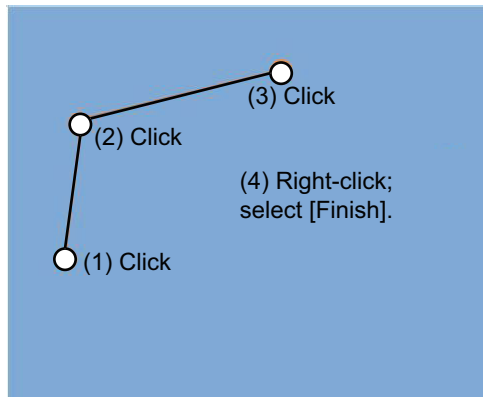 (3) Click
(2) Click
(4) Right-click;
select [Finish].
(1) Click